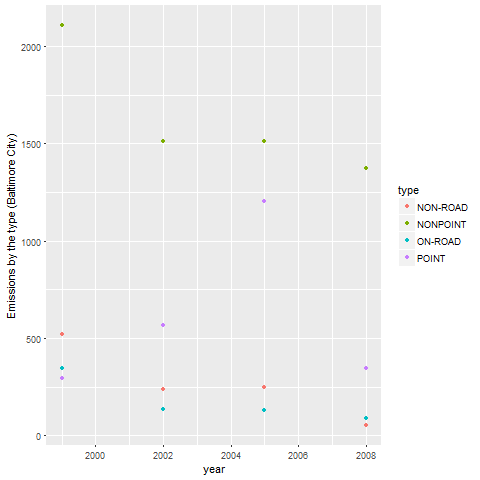 Emissions by the type (Baltimore City)
2000
1500
1000
500
0
2000
2002
2004
2006
2008
year
type
NON-ROAD
NONPOINT
ON-ROAD
POINT